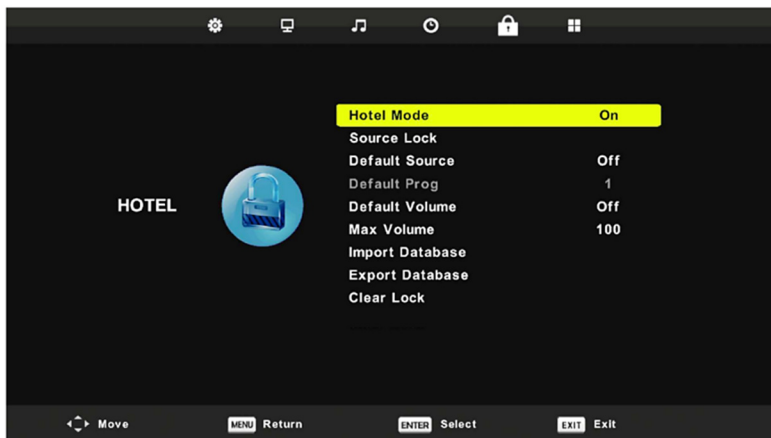 Hotel Mode On
Source Lock
Default Source Off
Default Prog 1
HOTEL
Default Volume Off
Max Volume 100
Import Database
Export Database
Clear Lock
Move MENU Return ENTER Select EXIT Exit